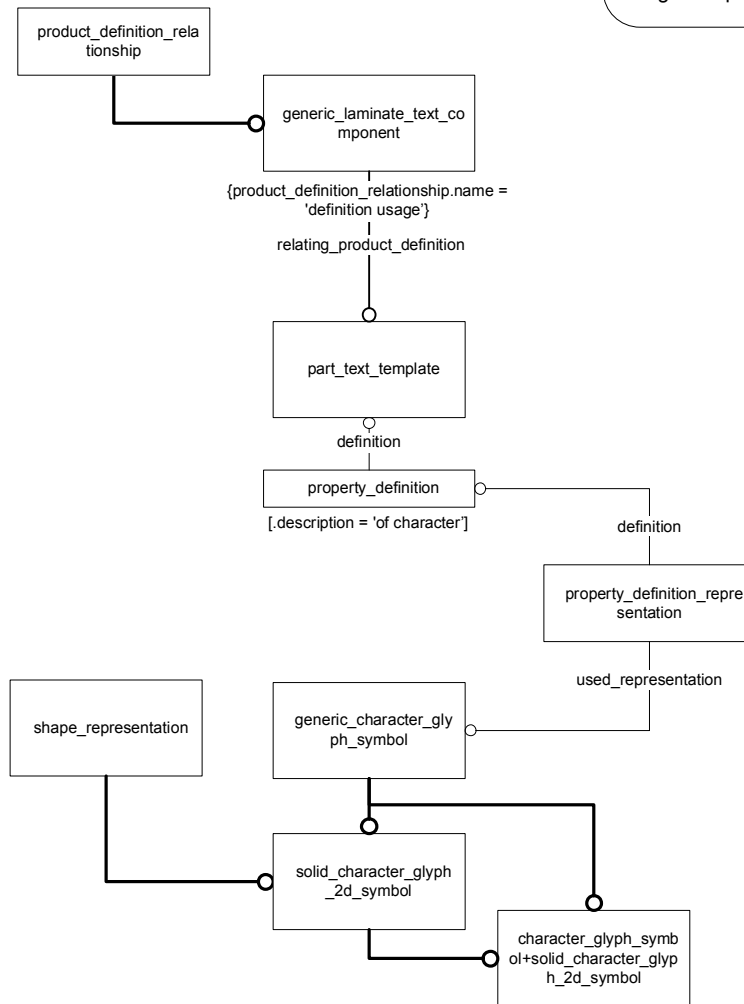 product_definition_rela
tionship
generic_laminate_text_co
mponent
{product_definition_relationship.name =
'definition usage'}
relating_product_definition
part_text_template
definition
property_definition
[.description = 'of character']
definition
property_definition_repre
sentation
used_representation
generic_character_gly
ph_symbol
shape_representation
solid_character_glyph
_2d_symbol
character_glyph_symb
ol+solid_character_glyp
h_2d_symbol